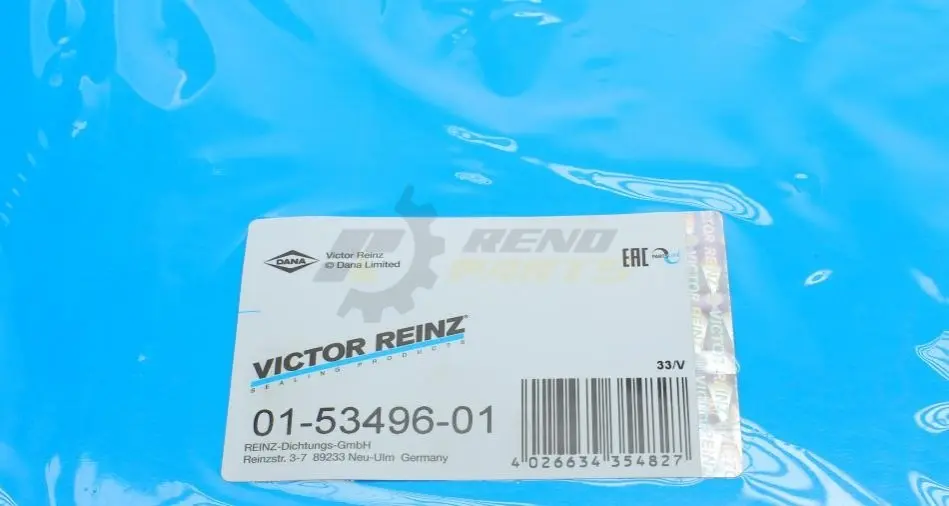 DANA
Victor Reinz
© Dana Limited
RENO
PARTS
EAC
VICTOR REINZ®
SEALING PRODUCTS
33/V
01-53496-01
REINZ-Dichtungs-GmbH
Reinzstr. 3-7 89233 Neu-Ulm Germany
4 026634 354827